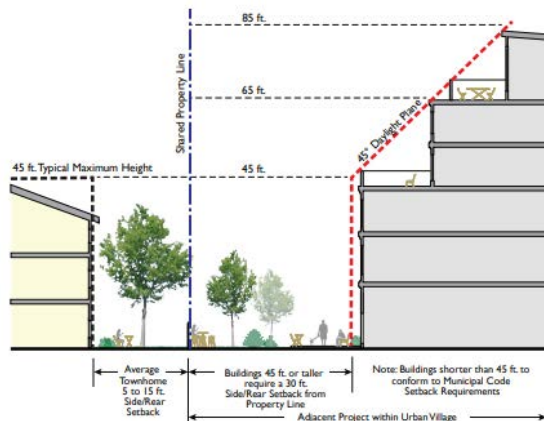 85 ft.
Shared Property Line
65 ft.
45° Daylight Plane
45 ft. Typical Maximum Height
45 ft.
Average
Townhome
5 to 15 ft.
Side/Rear
Setback
Buildings 45 ft. or taller
require a 30 ft.
Side/Rear Setback from
Property Line
Note: Buildings shorter than 45 ft. to
conform to Municipal Code
Setback Requirements
Adjacent Project within Urban Village